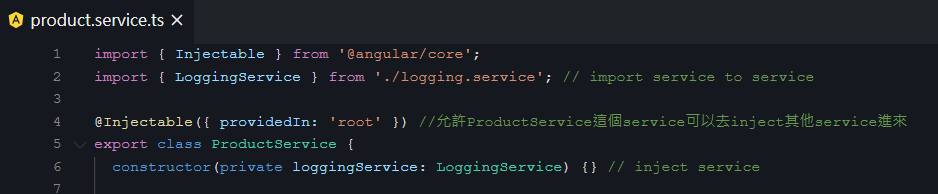 product.service.ts
1 import { Injectable } from '@angular/core';
2 import { LoggingService } from './logging.service'; // import service to service
3
4 @Injectable({ providedIn: 'root' }) //允許ProductService這個service可以去inject其他service進來
5 export class ProductService {
6 constructor(private loggingService: LoggingService) {} // inject service
7